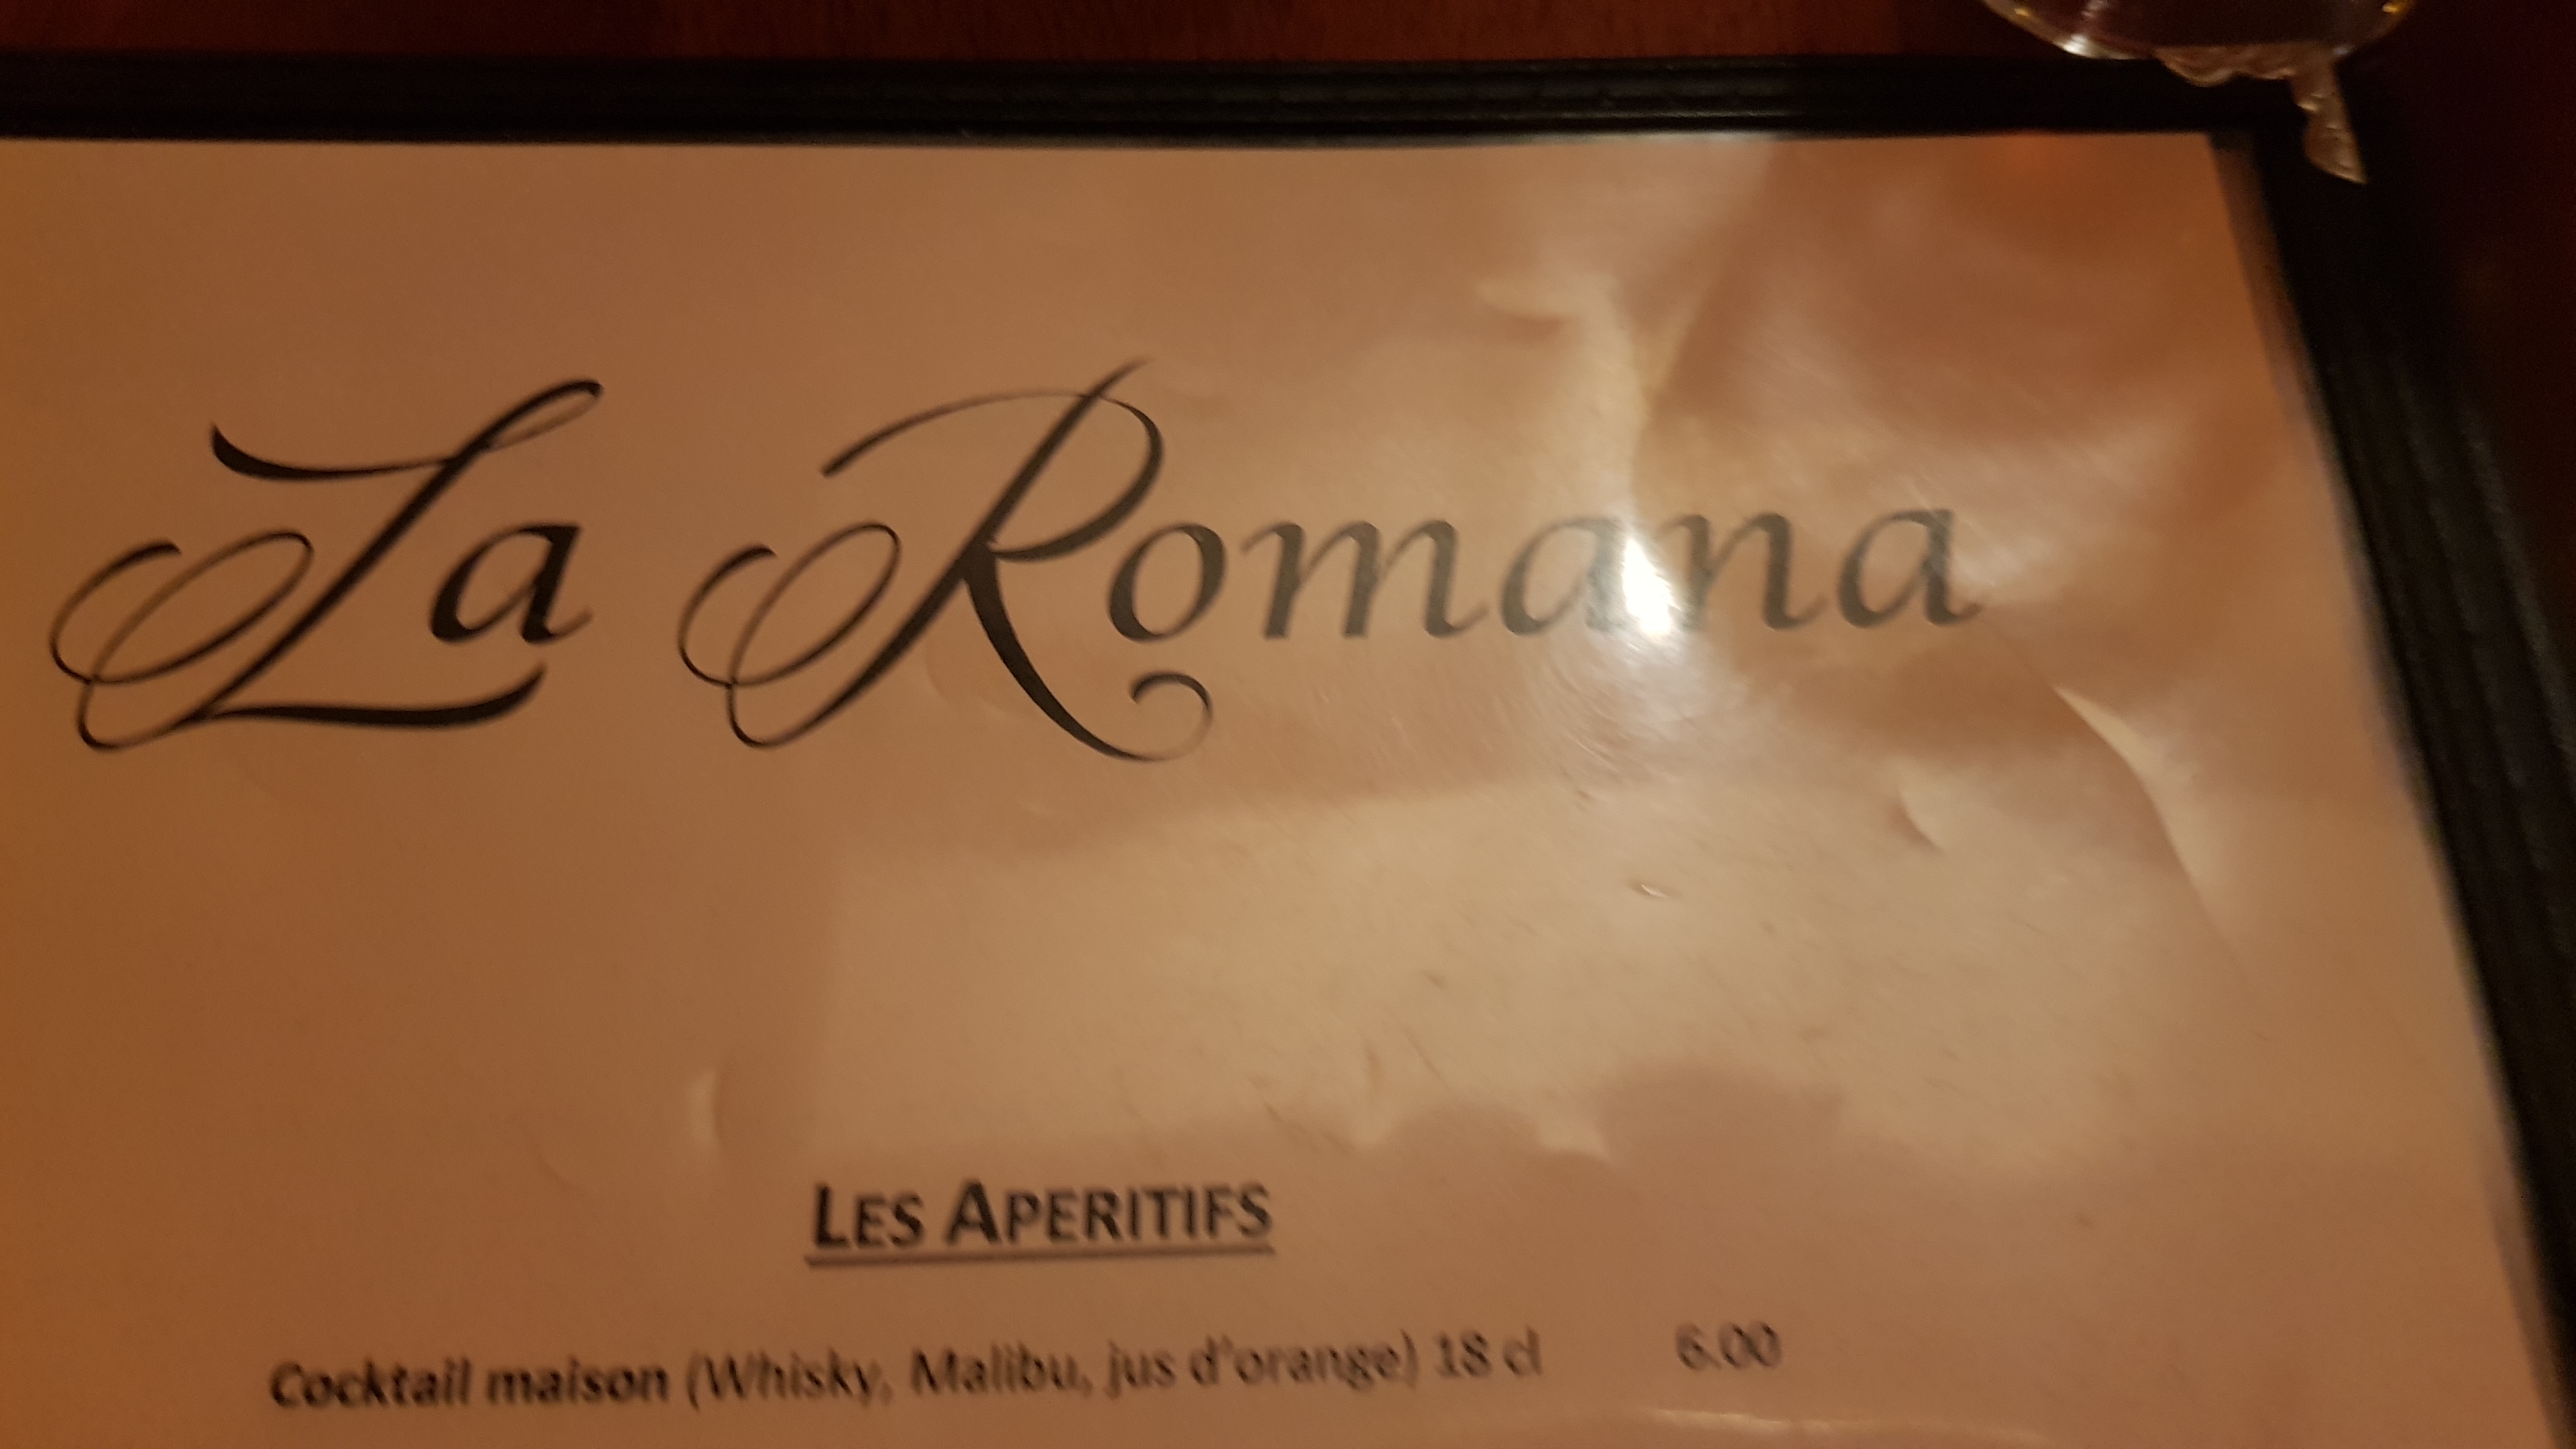 La Romana
LES APERITIFS
Cocktail maison (Whisky, Malibu, jus d'orange) 18 cl 6.00